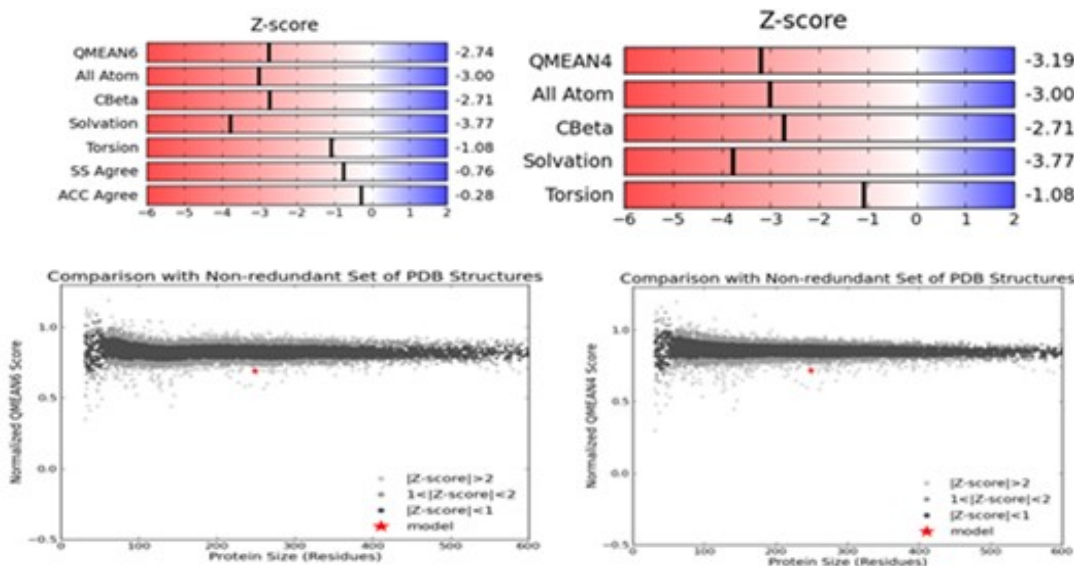 Z-score
QMEAN6 -2.74
All Atom -3.00
CBeta -2.71
Solvation -3.77
Torsion -1.08
SS Agree -0.76
ACC Agree -0.28
−6 −5 −4 −3 −2 −1 0 1 2
Z-score
QMEAN4 -3.19
All Atom -3.00
CBeta -2.71
Solvation -3.77
Torsion -1.08
−6 −5 −4 −3 −2 −1 0 1 2
Comparison with Non-redundant Set of PDB Structures
Normalized QMEAN6 Score
1.0
0.5
0.0
−0.5
|Z-score|>2
1<|Z-score|<2
|Z-score|<1
model
0 100 200 300 400 500 600
Protein Size (Residues)
Comparison with Non-redundant Set of PDB Structures
Normalized QMEAN4 Score
1.0
0.5
0.0
−0.5
|Z-score|>2
1<|Z-score|<2
|Z-score|<1
model
0 100 200 300 400 500 600
Protein Size (Residues)